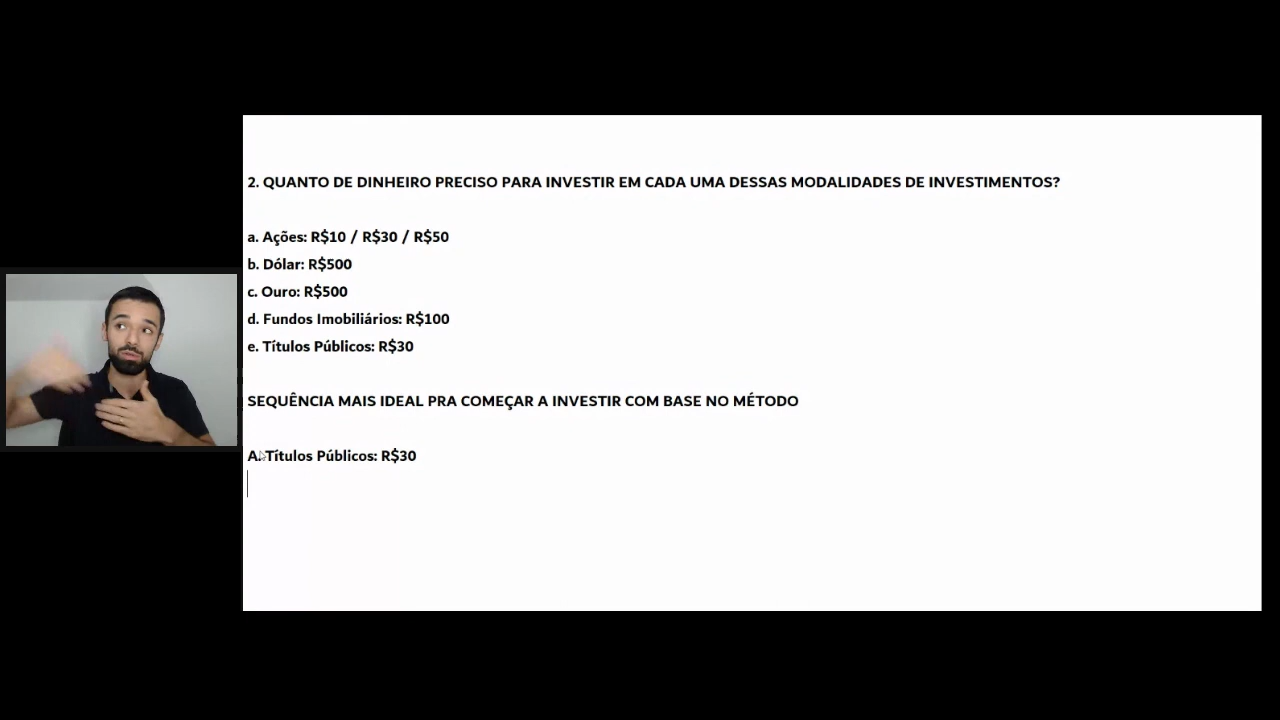 2. QUANTO DE DINHEIRO PRECISO PARA INVESTIR EM CADA UMA DESSAS MODALIDADES DE INVESTIMENTOS?
a. Ações: R$10 / R$30 / R$50
b. Dólar: R$500
c. Ouro: R$500
d. Fundos Imobiliários: R$100
e. Títulos Públicos: R$30
SEQUÊNCIA MAIS IDEAL PRA COMEÇAR A INVESTIR COM BASE NO MÉTODO
A. Títulos Públicos: R$30